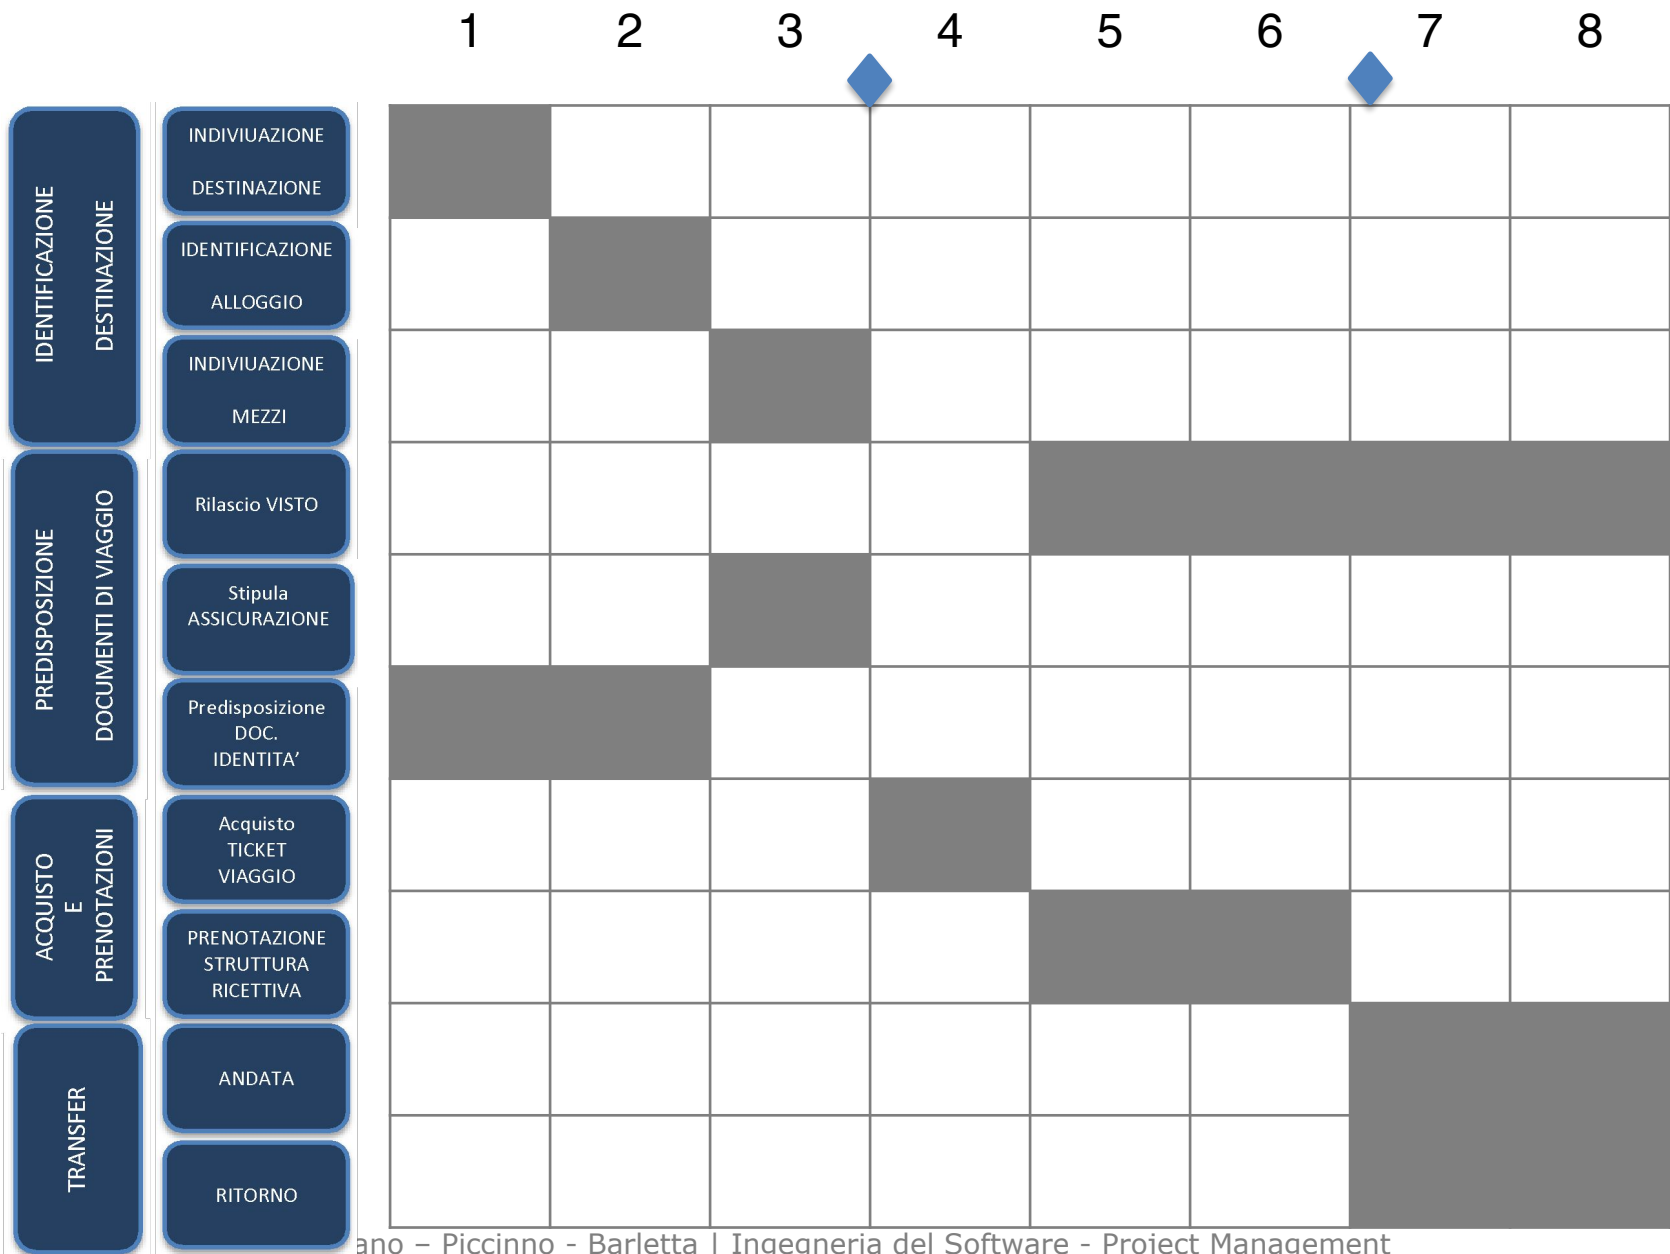 1 2 3 4 5 6 7 8
IDENTIFICAZIONE
DESTINAZIONE
INDIVIUAZIONE
DESTINAZIONE
IDENTIFICAZIONE
ALLOGGIO
INDIVIUAZIONE
MEZZI
PREDISPOSIZIONE
DOCUMENTI DI VIAGGIO
Rilascio VISTO
Stipula
ASSICURAZIONE
Predisposizione
DOC.
IDENTITA’
ACQUISTO
E
PRENOTAZIONI
Acquisto
TICKET
VIAGGIO
PRENOTAZIONE
STRUTTURA
RICETTIVA
TRANSFER
ANDATA
RITORNO
ano – Piccinno - Barletta | Ingegneria del Software - Project Management